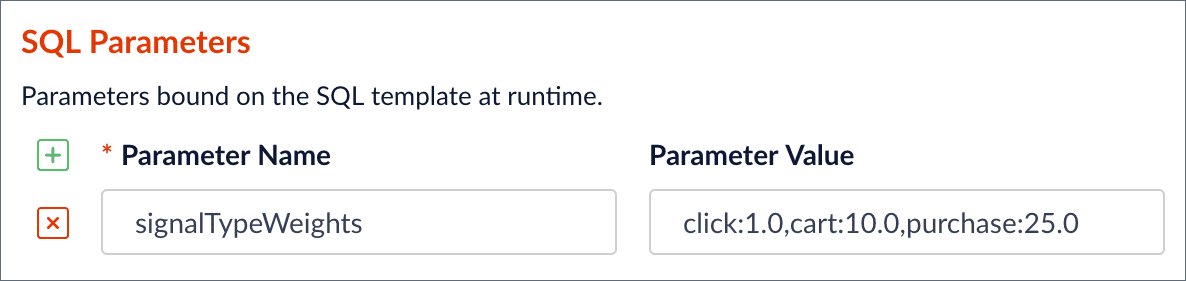 SQL Parameters
Parameters bound on the SQL template at runtime.
* Parameter Name Parameter Value
signalTypeWeights click:1.0,cart:10.0,purchase:25.0